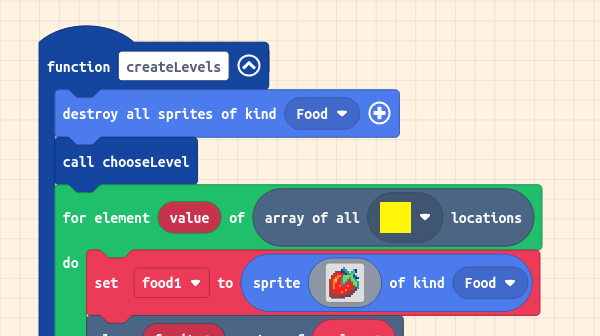 function createLevels
destroy all sprites of kind Food
call chooseLevel
for element value of array of all locations
do
set food1 to sprite of kind Food